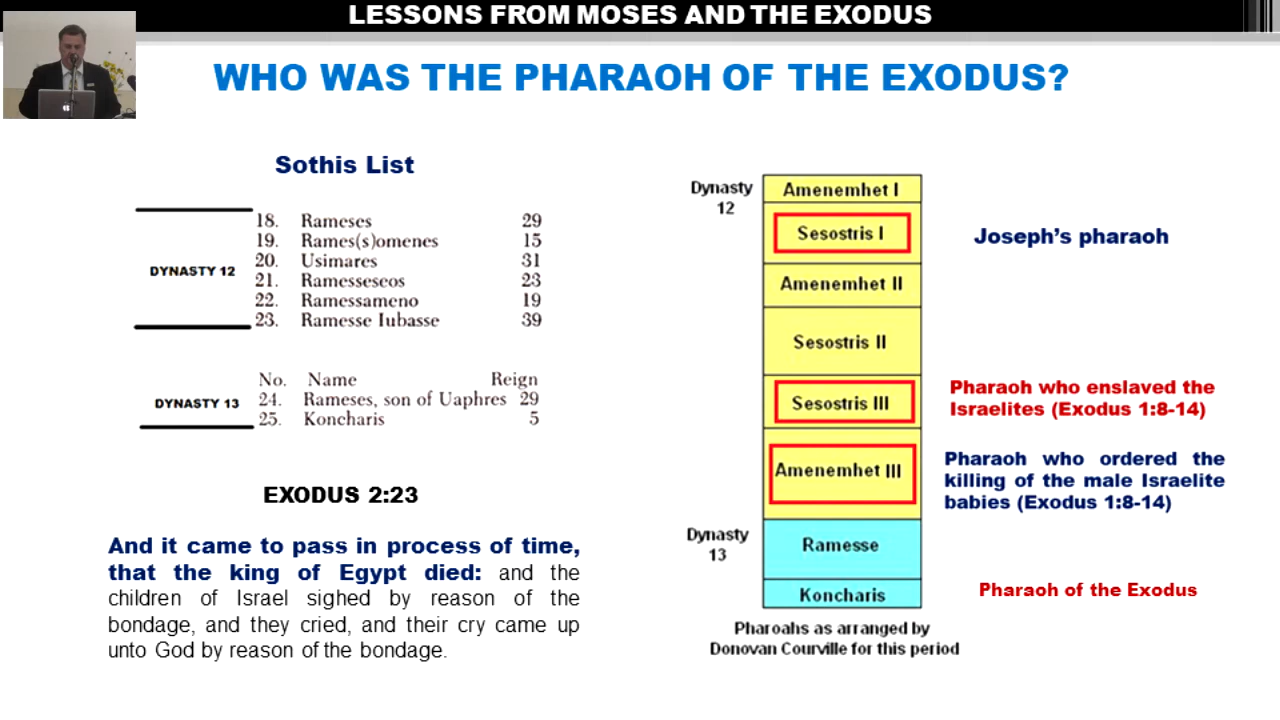 LESSONS FROM MOSES AND THE EXODUS
WHO WAS THE PHARAOH OF THE EXODUS?
Sothis List
DYNASTY 12
18. Rameses 29
19. Rames(s)omenes 15
20. Usimares 31
21. Ramesseseos 23
22. Ramessameno 19
23. Ramesse Iubasse 39
No. Name Reign
DYNASTY 13
24. Rameses, son of Uaphres 29
25. Koncharis 5
EXODUS 2:23
And it came to pass in process of time,
that the king of Egypt died: and the
children of Israel sighed by reason of the
bondage, and they cried, and their cry came up
unto God by reason of the bondage.
Dynasty
12
Amenemhet I
Sesostris I
Joseph's pharaoh
Amenemhet II
Sesostris II
Sesostris III
Pharaoh who enslaved the
Israelites (Exodus 1:8-14)
Amenemhet III
Pharaoh who ordered the
killing of the male Israelite
babies (Exodus 1:8-14)
Dynasty
13
Ramesse
Koncharis
Pharaoh of the Exodus
Pharoahs as arranged by
Donovan Courville for this period